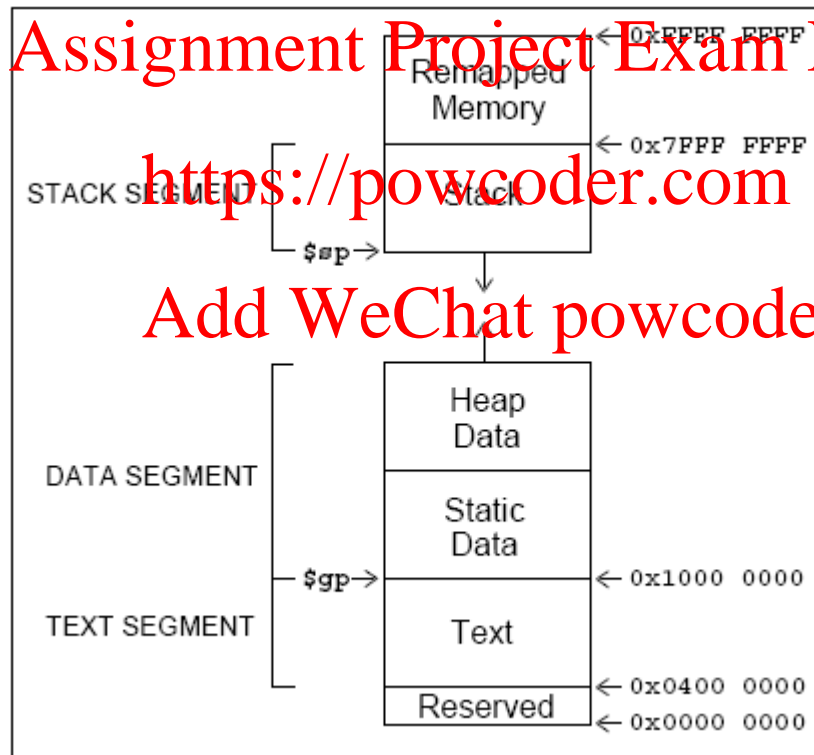 Assignment Project Exam
0xFFFF FFFF
Remapped
Memory
0x7FFF FFFF
STACK SEGMENT
https://powcoder.com
Stack
$sp
Add WeChat powcode
Heap
Data
DATA SEGMENT
Static
Data
$gp
0x1000 0000
TEXT SEGMENT
Text
0x0400 0000
Reserved
0x0000 0000